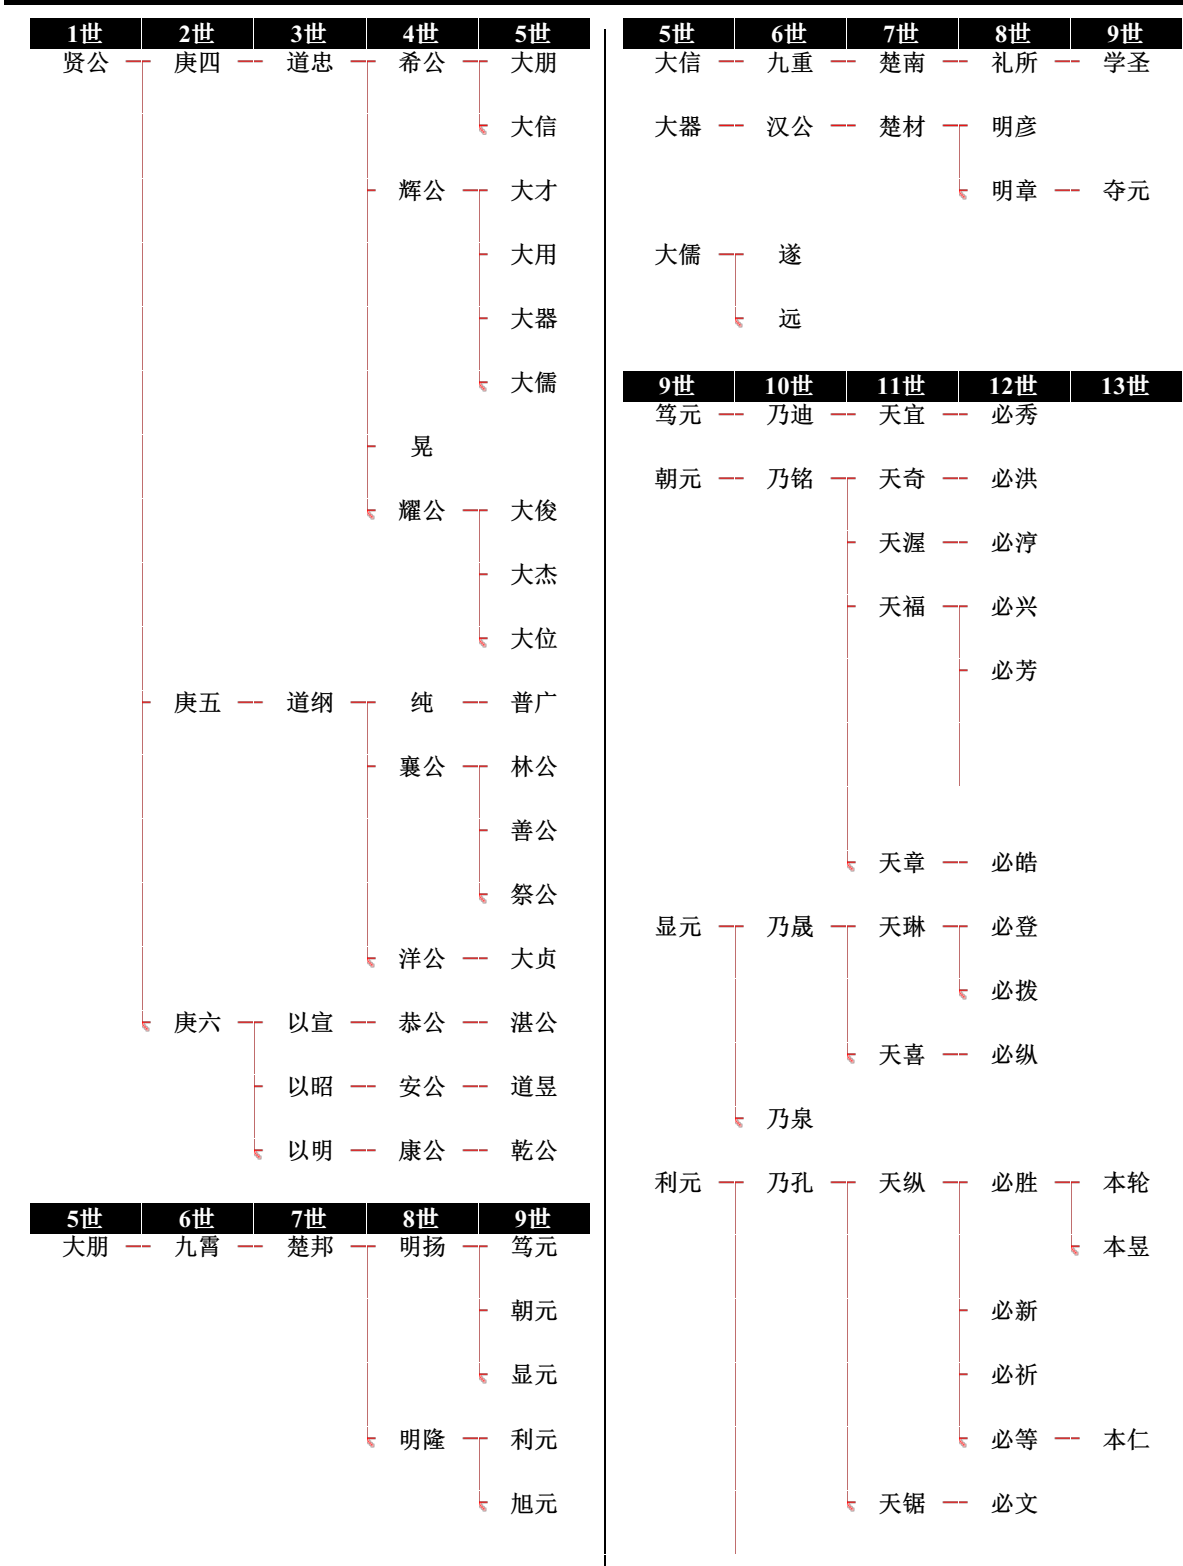 1世 2世 3世 4世 5世
贤公 庚四 道忠 希公 大朋
大信
辉公 大才
大用
大器
大儒
晃
耀公 大俊
大杰
大位
庚五 道纲 纯 普广
襄公 林公
善公
祭公
洋公 大贞
庚六 以宣 恭公 湛公
以昭 安公 道昱
以明 康公 乾公
5世 6世 7世 8世 9世
大朋 九霄 楚邦 明扬 笃元
朝元
显元
明隆 利元
旭元
5世 6世 7世 8世 9世
大信 九重 楚南 礼所 学圣
大器 汉公 楚材 明彦
明章 夺元
大儒 遂
远
9世 10世 11世 12世 13世
笃元 乃迪 天宜 必秀
朝元 乃铭 天奇 必洪
天渥 必渟
天福 必兴
必芳
天章 必皓
显元 乃晟 天琳 必登
必拨
天喜 必纵
乃泉
利元 乃孔 天纵 必胜 本轮
本昱
必新
必祈
必等 本仁
天锯 必文